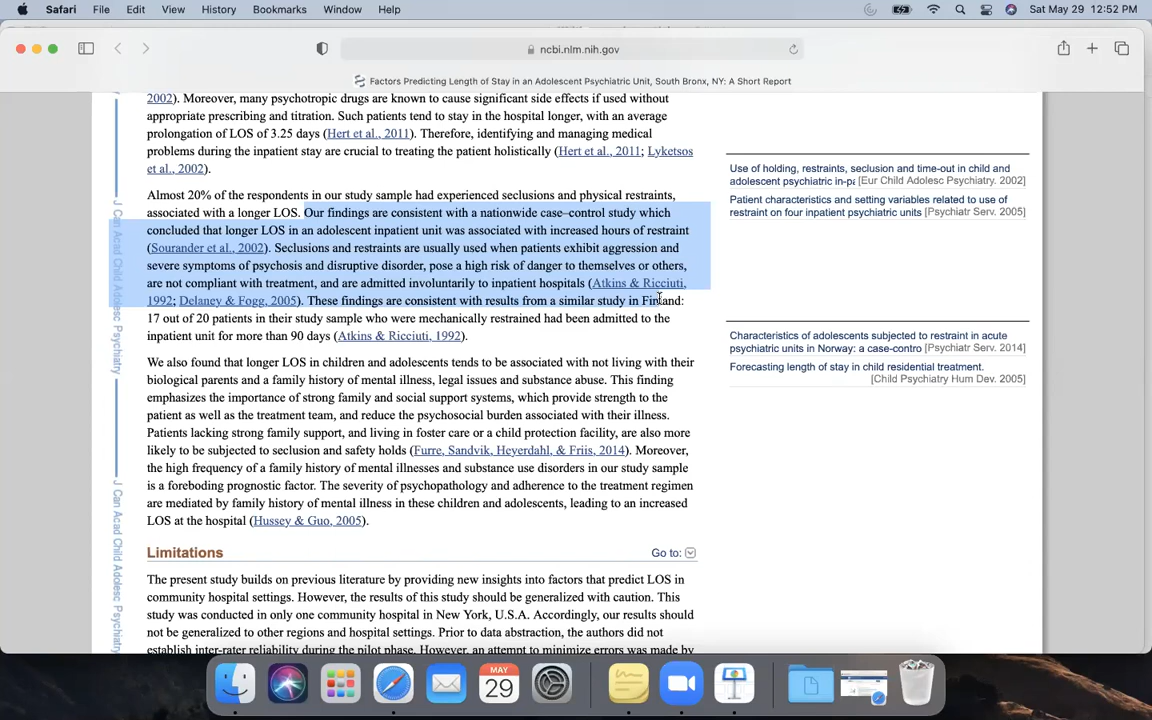 Safari File Edit View History Bookmarks Window Help Sat May 29 12:52 PM
ncbi.nlm.nih.gov
Factors Predicting Length of Stay in an Adolescent Psychiatric Unit, South Bronx, NY: A Short Report
2002). Moreover, many psychotropic drugs are known to cause significant side effects if used without
appropriate prescribing and titration. Such patients tend to stay in the hospital longer, with an average
prolongation of LOS of 3.25 days (Hert et al., 2011). Therefore, identifying and managing medical
problems during the inpatient stay are crucial to treating the patient holistically (Hert et al., 2011; Lyketsos
et al., 2002).
Almost 20% of the respondents in our study sample had experienced seclusions and physical restraints,
associated with a longer LOS. Our findings are consistent with a nationwide case–control study which
concluded that longer LOS in an adolescent inpatient unit was associated with increased hours of restraint
(Sourander et al., 2002). Seclusions and restraints are usually used when patients exhibit aggression and
severe symptoms of psychosis and disruptive disorder, pose a high risk of danger to themselves or others,
are not compliant with treatment, and are admitted involuntarily to inpatient hospitals (Atkins & Ricciuti,
1992; Delaney & Fogg, 2005). These findings are consistent with results from a similar study in Finland:
17 out of 20 patients in their study sample who were mechanically restrained had been admitted to the
inpatient unit for more than 90 days (Atkins & Ricciuti, 1992).
We also found that longer LOS in children and adolescents tends to be associated with not living with their
biological parents and a family history of mental illness, legal issues and substance abuse. This finding
emphasizes the importance of strong family and social support systems, which provide strength to the
patient as well as the treatment team, and reduce the psychosocial burden associated with their illness.
Patients lacking strong family support, and living in foster care or a child protection facility, are also more
likely to be subjected to seclusion and safety holds (Furre, Sandvik, Heyerdahl, & Friis, 2014). Moreover,
the high frequency of a family history of mental illnesses and substance use disorders in our study sample
is a foreboding prognostic factor. The severity of psychopathology and adherence to the treatment regimen
are mediated by family history of mental illness in these children and adolescents, leading to an increased
LOS at the hospital (Hussey & Guo, 2005).
Limitations Go to:
The present study builds on previous literature by providing new insights into factors that predict LOS in
community hospital settings. However, the results of this study should be generalized with caution. This
study was conducted in only one community hospital in New York, U.S.A. Accordingly, our results should
not be generalized to other regions and hospital settings. Prior to data abstraction, the authors did not
establish inter-rater reliability during the pilot phase. However, an attempt to minimize errors was made by
Use of holding, restraints, seclusion and time-out in child and
adolescent psychiatric in-pa [Eur Child Adolesc Psychiatry. 2002]
Patient characteristics and setting variables related to use of
restraint on four inpatient psychiatric units [Psychiatr Serv. 2005]
Characteristics of adolescents subjected to restraint in acute
psychiatric units in Norway: a case-contro [Psychiatr Serv. 2014]
Forecasting length of stay in child residential treatment.
[Child Psychiatry Hum Dev. 2005]
J Can Acad Child Adolesc Psychiatry
J Can Acad Child Adolesc Psychiatry
MAY
29